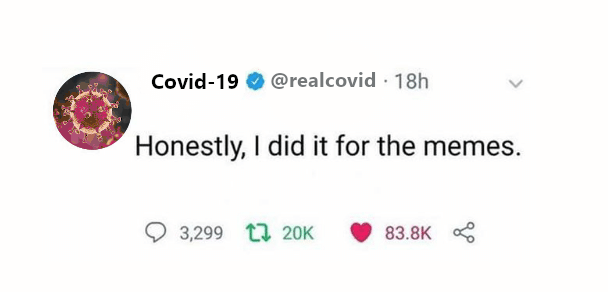 Covid-19 @realcovid · 18h
Honestly, I did it for the memes.
3,299 20K 83.8K